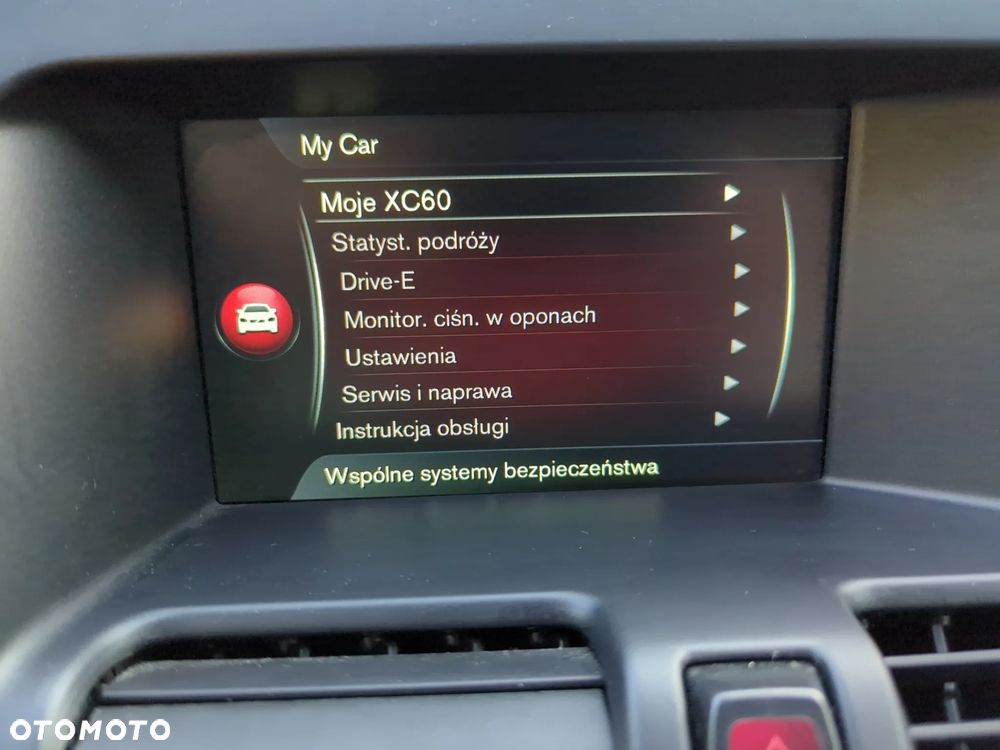 My Car
Moje XC60
Statyst. podróży
Drive-E
Monitor. ciśn. w oponach
Ustawienia
Serwis i naprawa
Instrukcja obsługi
Wspólne systemy bezpieczeństwa
OTOMOTO